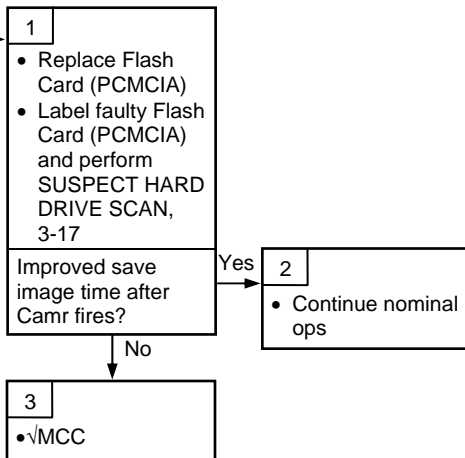 1
• Replace Flash
Card (PCMCIA)
• Label faulty Flash
Card (PCMCIA)
and perform
SUSPECT HARD
DRIVE SCAN,
3-17
Improved save
image time after
Camr fires?
Yes
2
• Continue nominal
ops
No
3
•√MCC